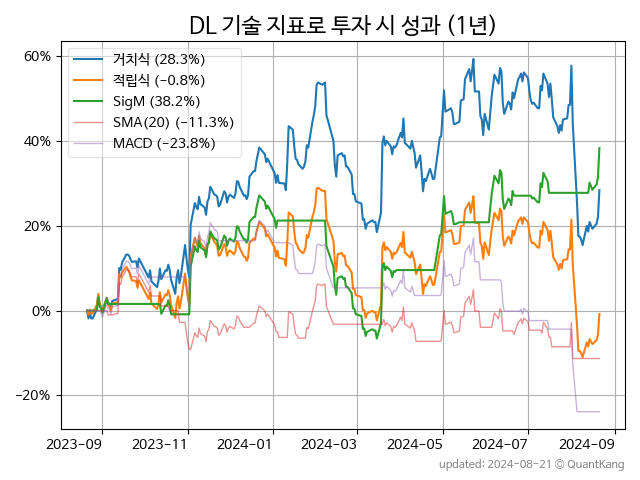 DL 기술 지표로 투자 시 성과 (1년)
거치식 (28.3%)
적립식 (-0.8%)
SigM (38.2%)
SMA(20) (-11.3%)
MACD (-23.8%)
60%
40%
20%
0%
-20%
2023-09 2023-11 2024-01 2024-03 2024-05 2024-07 2024-09
updated: 2024-08-21 © QuantKang